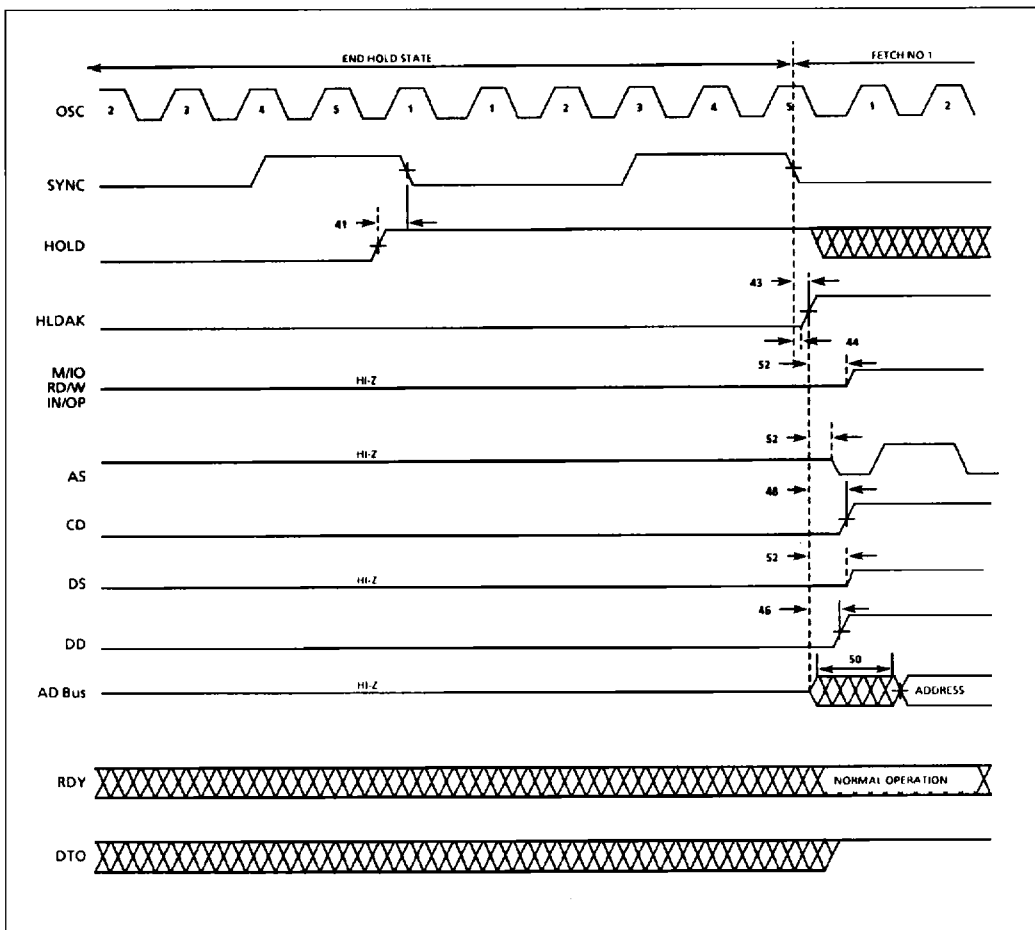 END HOLD STATE
FETCH NO 1
OSC 2 3 4 5 1 1 2 3 4 5 1 2
SYNC
41
HOLD
43
HLDAK
44
M/IO
RD/W
IN/OP
HI-Z
52
52
AS
HI-Z
48
CD
52
DS
HI-Z
46
DD
50
AD Bus
HI-Z
ADDRESS
RDY
NORMAL OPERATION
DTO